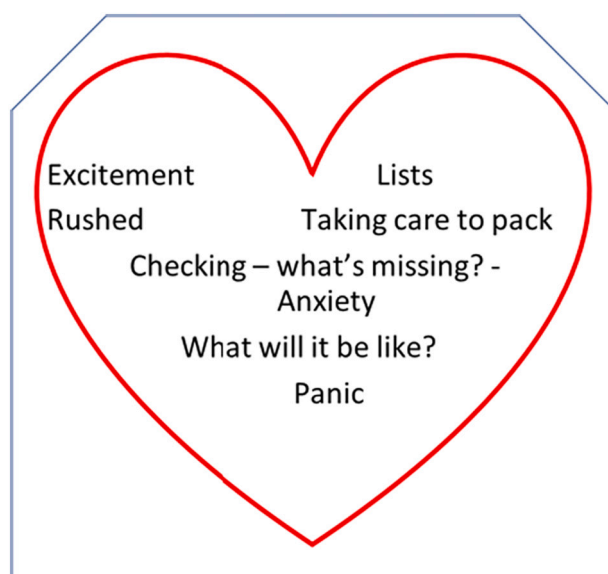 Excitement Lists
Rushed Taking care to pack
Checking – what's missing? -
Anxiety
What will it be like?
Panic